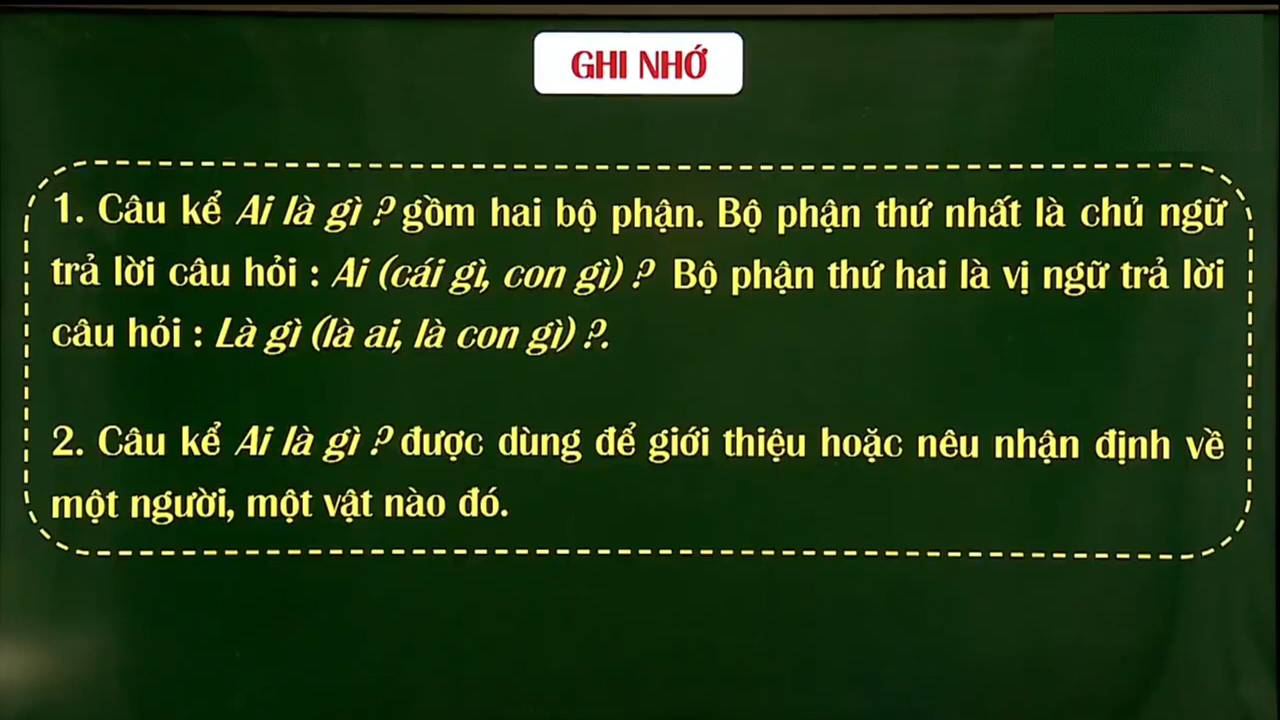 GHI NHỚ
1. Câu kể Ai là gì ? gồm hai bộ phận. Bộ phận thứ nhất là chủ ngữ
trả lời câu hỏi : Ai (cái gì, con gì) ? Bộ phận thứ hai là vị ngữ trả lời
câu hỏi : Là gì (là ai, là con gì) ?.
2. Câu kể Ai là gì ? được dùng để giới thiệu hoặc nêu nhận định về
một người, một vật nào đó.